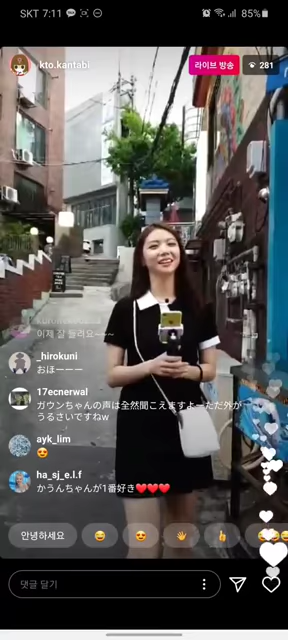 SKT 7:11 85%
kto.kantabi
라이브 방송 281
이제 잘 들리요~~~
_hirokuni
おほーーー
17ecnerwal
ガウンちゃんの声は全然聞こえますよーただ外が
うるさいですねw
ayk_lim
ha_sj_e.l.f
かうんちゃんが1番好き
안녕하세요
댓글 달기